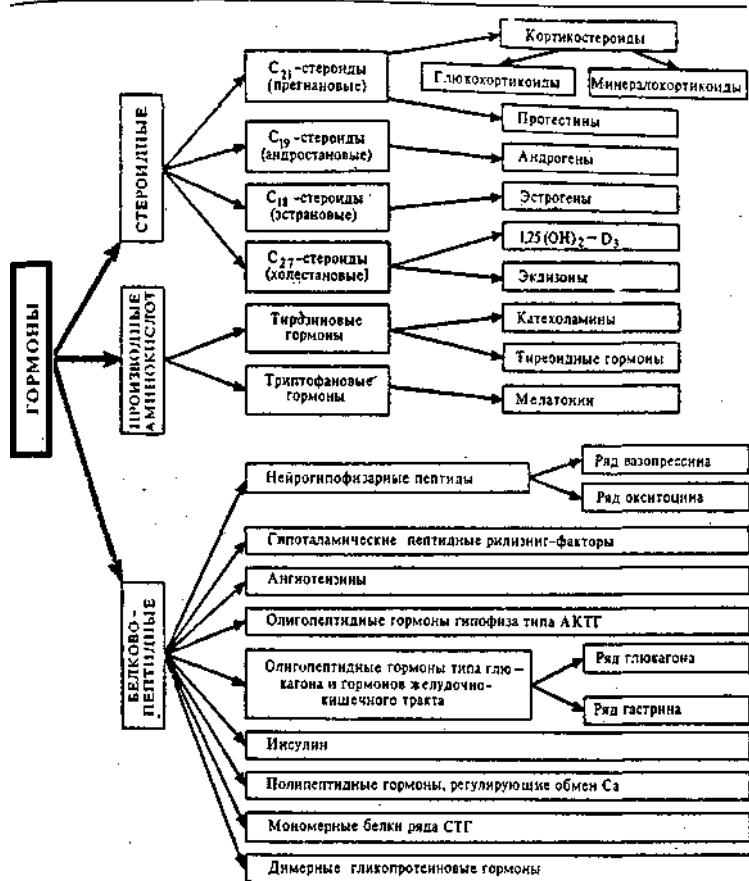 ГОРМОНЫ
СТЕРОИДНЫЕ
C21-стероиды
(прегнановые)
Кортикостероиды
Глюкокортикоиды
Минералокортикоиды
Прогестины
C19-стероиды
(андростановые)
Андрогены
C18-стероиды
(эстрановые)
Эстрогены
C27-стероиды
(холестановые)
1,25(OH)2–D3
Экдизоны
ПРОИЗВОДНЫЕ
АМИНОКИСЛОТ
Тирозиновые
гормоны
Катехоламины
Тиреоидные гормоны
Триптофановые
гормоны
Мелатонин
БЕЛКОВО-
ПЕПТИДНЫЕ
Нейрогипофизарные пептиды
Ряд вазопрессина
Ряд окситоцина
Гипоталамические пептидные рилизинг-факторы
Ангиотензины
Олигопептидные гормоны гипофиза типа АКТГ
Олигопептидные гормоны типа глю-
кагона и гормонов желудочно-
кишечного тракта
Ряд глюкагона
Ряд гастрина
Инсулин
Полипептидные гормоны, регулирующие обмен Ca
Мономерные белки ряда СТГ
Димерные гликопротеиновые гормоны